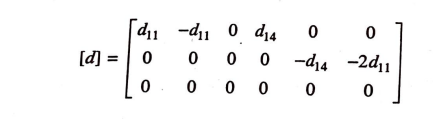 [d] = [ d₁₁ -d₁₁ 0 d₁₄ 0 0
0 0 0 0 -d₁₄ -2d₁₁
0 0 0 0 0 0 ]